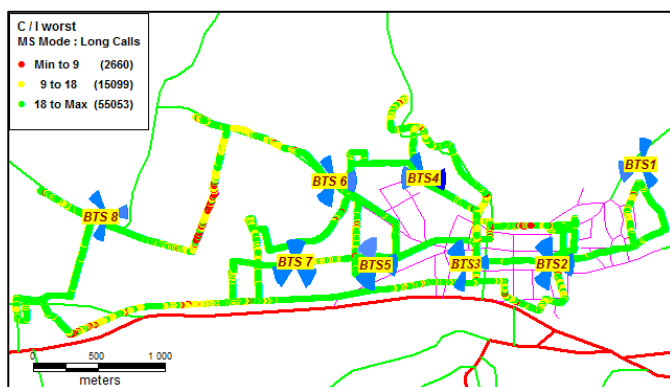 C / I worst
MS Mode : Long Calls
Min to 9 (2660)
9 to 18 (15099)
18 to Max (55053)
BTS1
BTS 6
BTS4
BTS 8
BTS 7
BTS5
BTS3
BTS2
0 500 1 000
meters